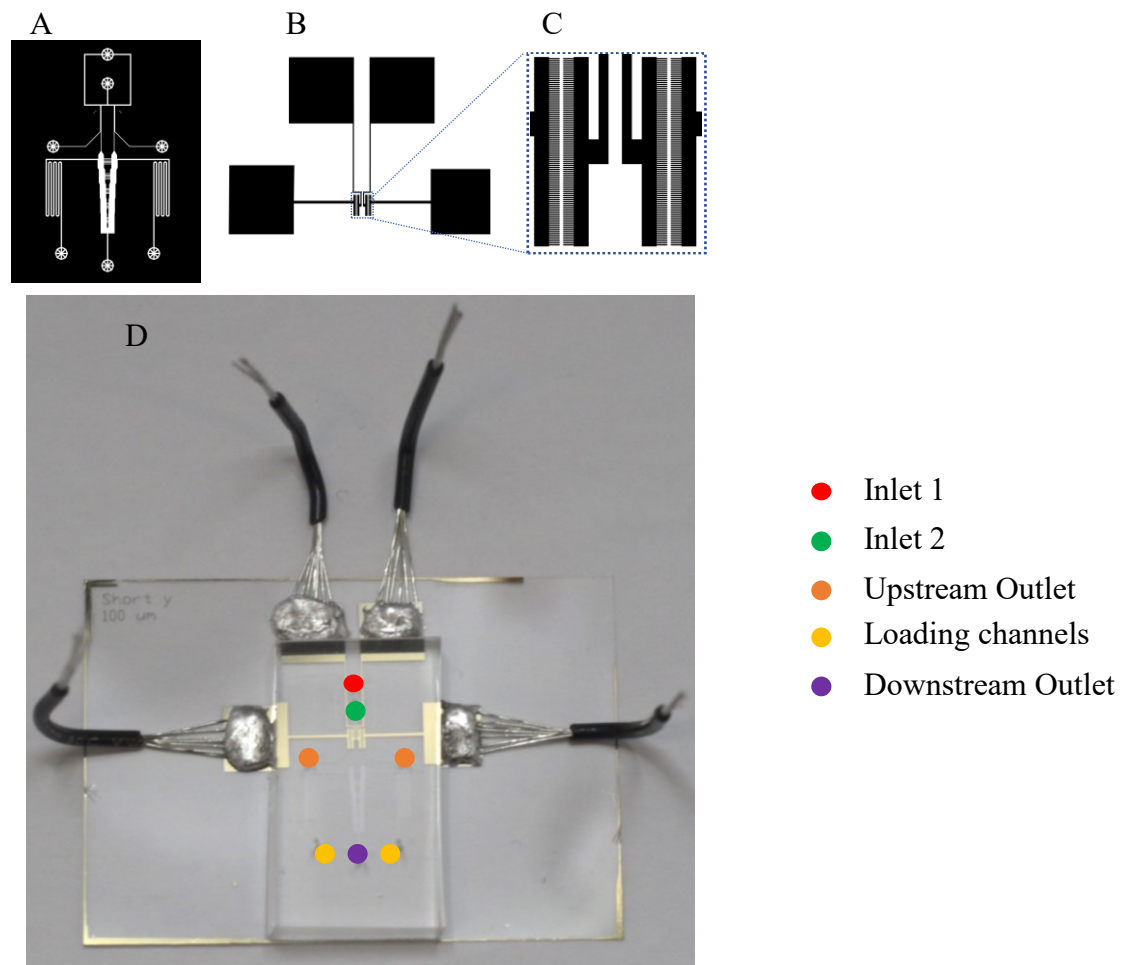 A
B
C
D
Short y
100 um
Inlet 1
Inlet 2
Upstream Outlet
Loading channels
Downstream Outlet